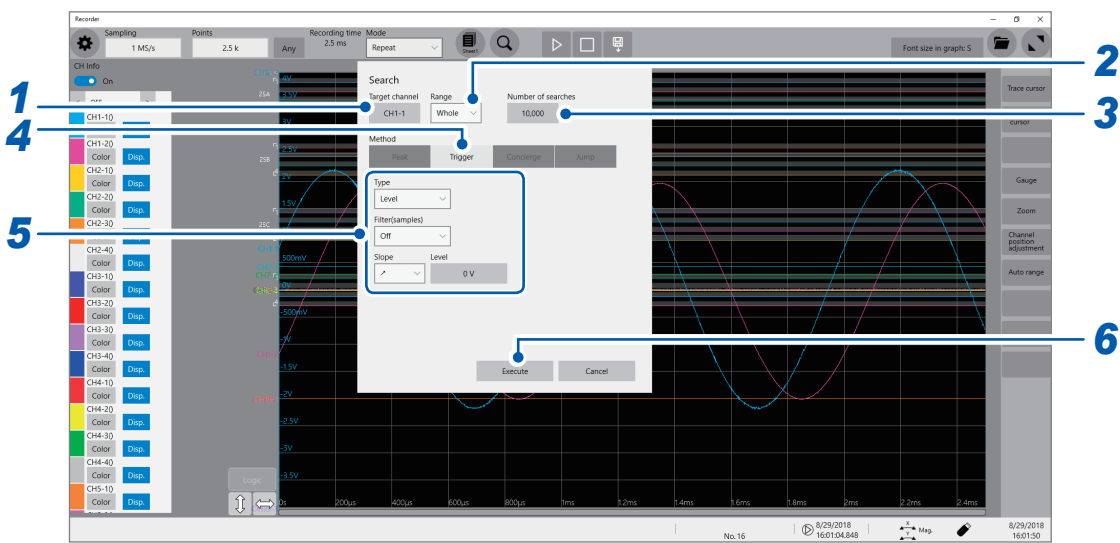 Recorder
Sampling Points Recording time Mode
1 MS/s 2.5 k Any 2.5 ms Repeat Sheet1 Font size in graph: S
CH Info
On
Off
CH1-1()
CH1-2()
Color Disp.
CH2-1()
Color Disp.
CH2-2()
Color Disp.
CH2-3()
CH2-4()
Color Disp.
CH3-1()
Color Disp.
CH3-2()
Color Disp.
CH3-3()
Color Disp.
CH3-4()
Color Disp.
CH4-1()
Color Disp.
CH4-2()
Color Disp.
CH4-3()
Color Disp.
CH4-4()
Color Disp.
CH5-1()
Color Disp.
Logic
4V
25A 3.5V
3V
2.5V
25B
2V
1.5V
25C
500mV
0V
-500mV
-1V
-1.5V
-2V
-2.5V
-3V
-3.5V
0s 200μs 400μs 600μs 800μs 1ms 1.2ms 1.4ms 1.6ms 1.8ms 2ms 2.2ms 2.4ms
Search
Target channel Range Number of searches
CH1-1 Whole 10,000
Method
Peak Trigger Concierge Jump
Type
Level
Filter(samples)
Off
Slope Level
↗ 0 V
Execute Cancel
Trace cursor
cursor
Gauge
Zoom
Channel
position
adjustment
Auto range
1
2
3
4
5
6
No. 16 8/29/2018 16:01:04.848 X Y Mag. 8/29/2018 16:01:50